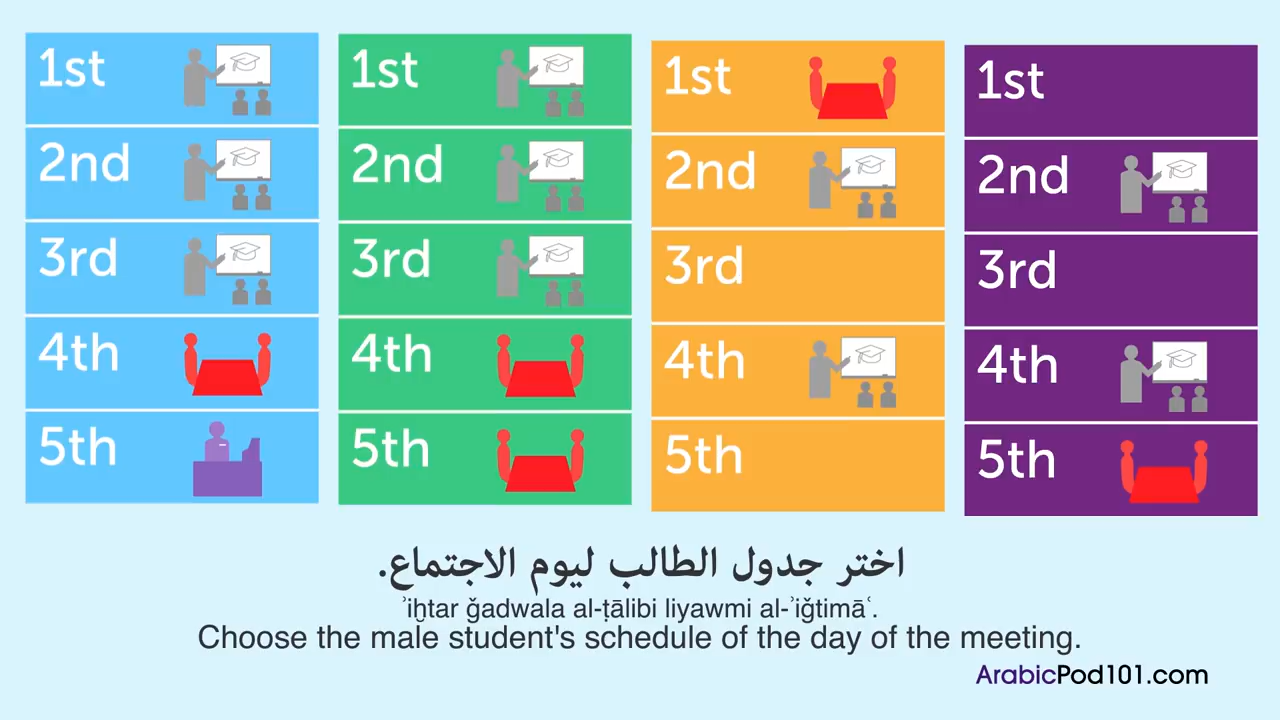 1st
2nd
3rd
4th
5th
1st
2nd
3rd
4th
5th
1st
2nd
3rd
4th
5th
1st
2nd
3rd
4th
5th
اختر جدول الطالب ليوم الاجتماع.
ʾiḫtar ǧadwala al-ṭālibi liyawmi al-ʾiǧtimāʿ.
Choose the male student's schedule of the day of the meeting.
ArabicPod101.com